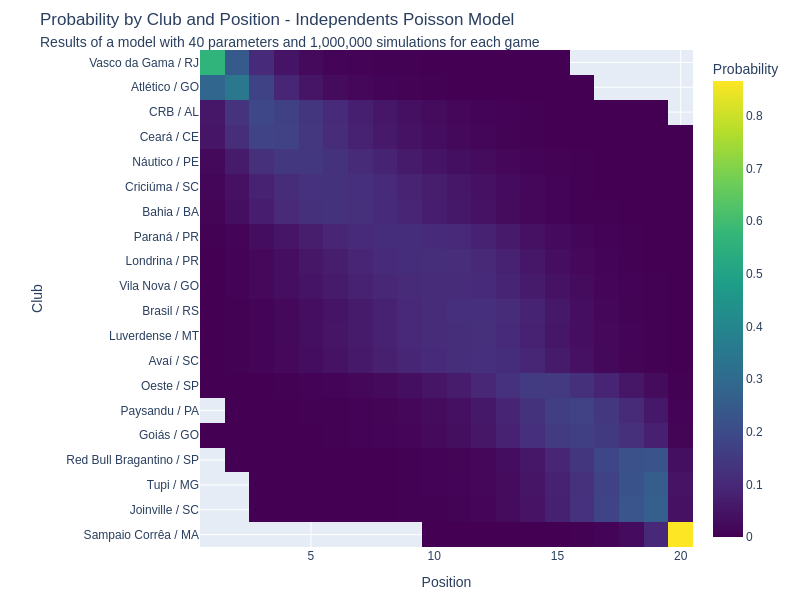 Probability by Club and Position - Independents Poisson Model
Results of a model with 40 parameters and 1,000,000 simulations for each game
Probability
Vasco da Gama / RJ
Atlético / GO
CRB / AL
Ceará / CE
Náutico / PE
Criciúma / SC
Bahia / BA
Paraná / PR
Londrina / PR
Vila Nova / GO
Brasil / RS
Luverdense / MT
Avaí / SC
Oeste / SP
Paysandu / PA
Goiás / GO
Red Bull Bragantino / SP
Tupi / MG
Joinville / SC
Sampaio Corrêa / MA
Club
5
10
15
20
Position
0.8
0.7
0.6
0.5
0.4
0.3
0.2
0.1
0